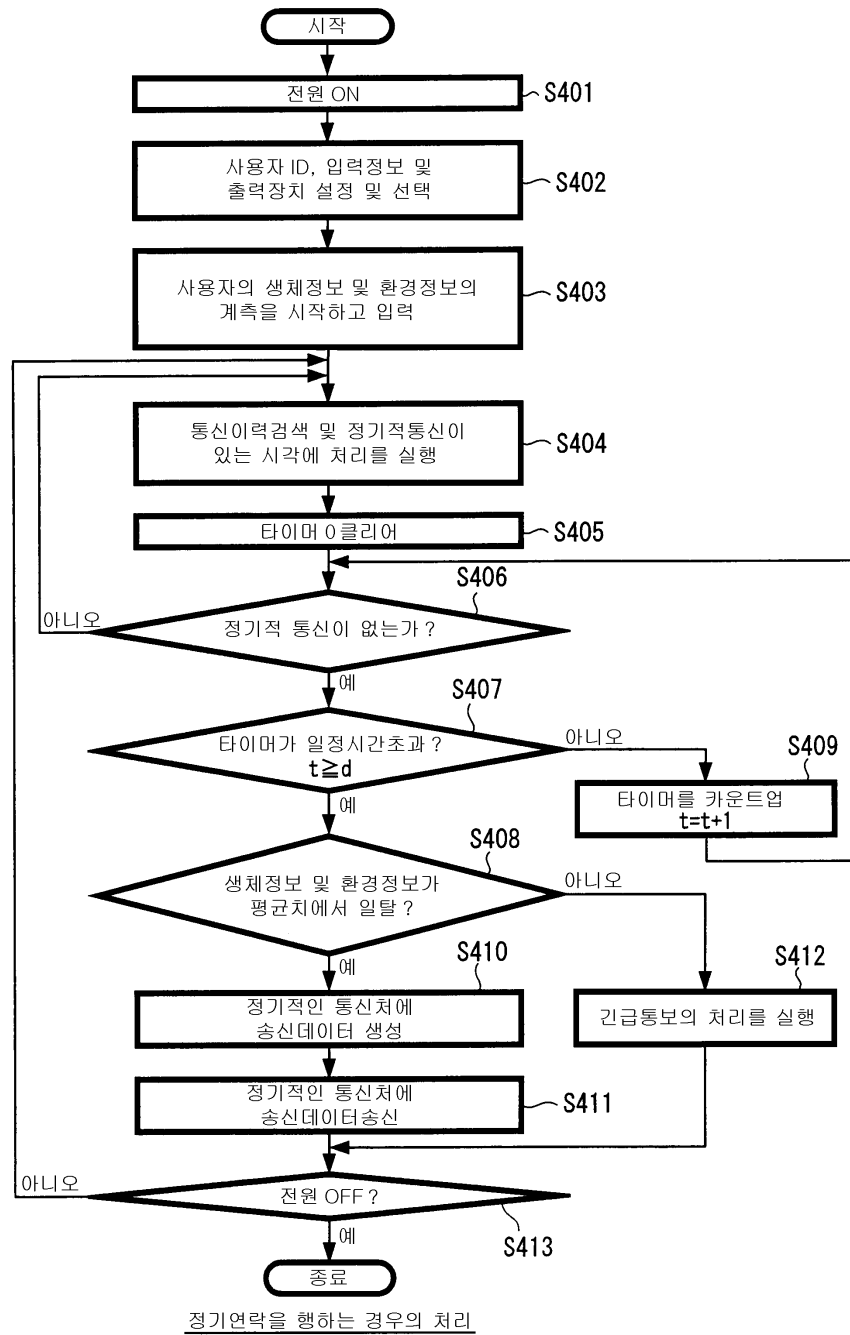 시작
전원 ON
S401
사용자 ID, 입력정보 및
출력장치 설정 및 선택
S402
사용자의 생체정보 및 환경정보의
계측을 시작하고 입력
S403
통신이력검색 및 정기적통신이
있는 시각에 처리를 실행
S404
타이머 0클리어
S405
S406
정기적 통신이 없는가 ?
아니오
예
S407
타이머가 일정시간초과 ?
t≧d
아니오
예
S409
타이머를 카운트업
t=t+1
S408
생체정보 및 환경정보가
평균치에서 일탈 ?
아니오
예
S410
정기적인 통신처에
송신데이터 생성
S412
긴급통보의 처리를 실행
정기적인 통신처에
송신데이터송신
S411
전원 OFF ?
아니오
예
S413
종료
정기연락을 행하는 경우의 처리